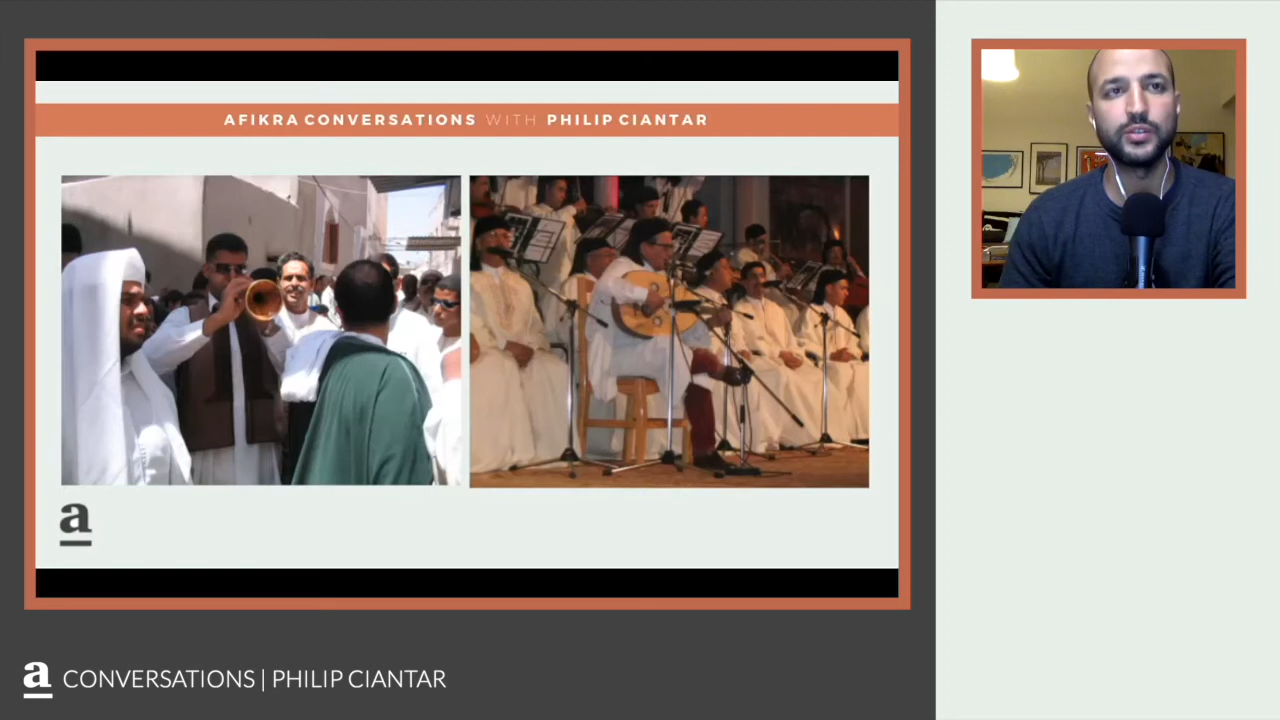 AFIKRA CONVERSATIONS WITH PHILIP CIANTAR
a
a CONVERSATIONS | PHILIP CIANTAR